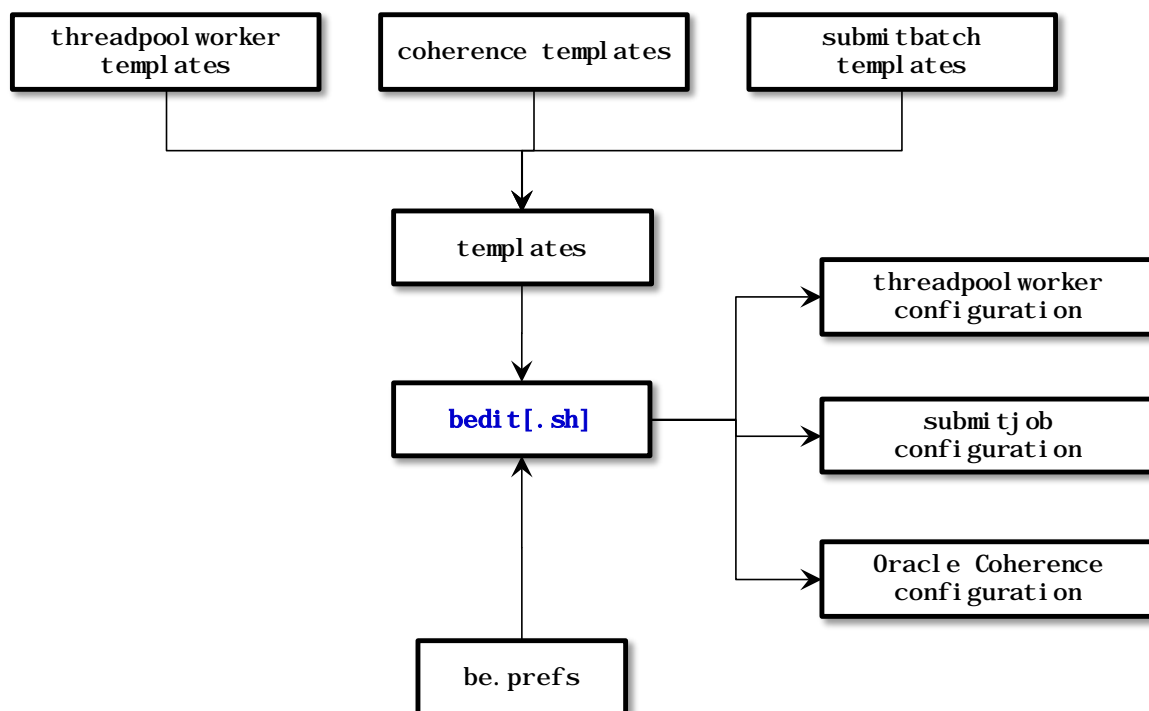 threadpoolworker
templates
coherence templates
submitbatch
templates
templates
threadpoolworker
configuration
bedit[.sh]
submitjob
configuration
Oracle Coherence
configuration
be.prefs